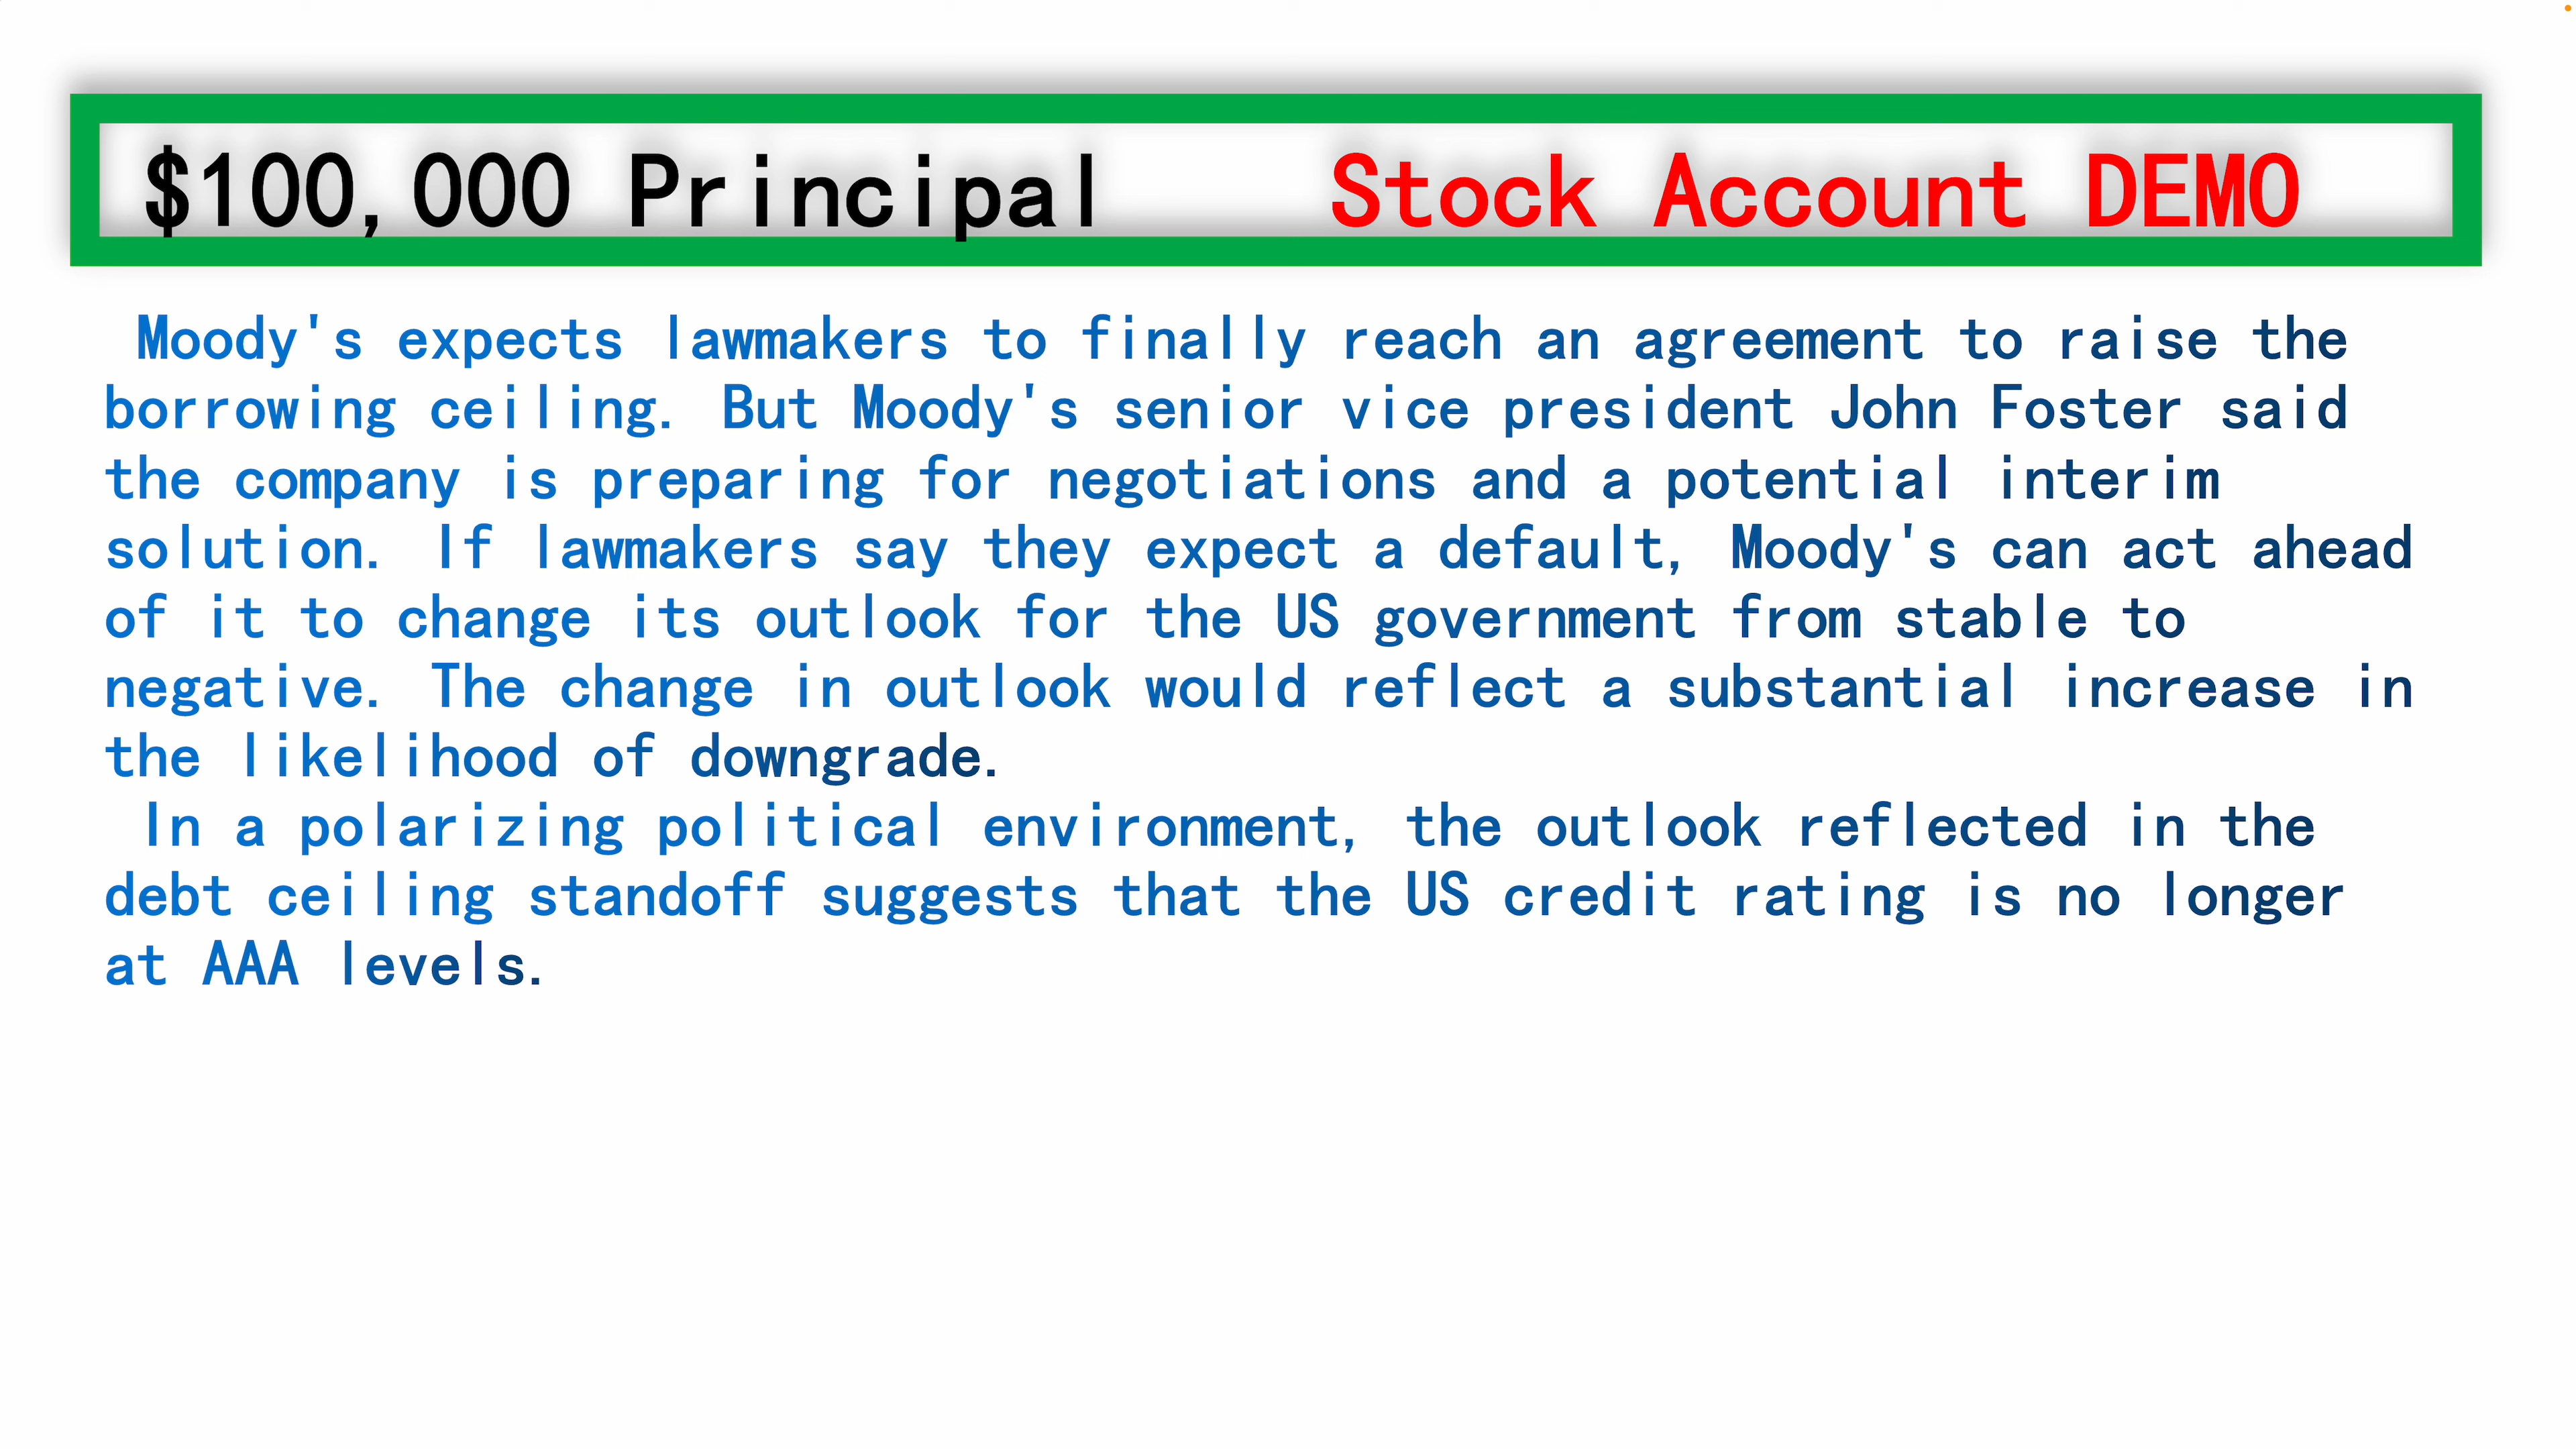 $100,000 Principal Stock Account DEMO
Moody's expects lawmakers to finally reach an agreement to raise the
borrowing ceiling. But Moody's senior vice president John Foster said
the company is preparing for negotiations and a potential interim
solution. If lawmakers say they expect a default, Moody's can act ahead
of it to change its outlook for the US government from stable to
negative. The change in outlook would reflect a substantial increase in
the likelihood of downgrade.
In a polarizing political environment, the outlook reflected in the
debt ceiling standoff suggests that the US credit rating is no longer
at AAA levels.